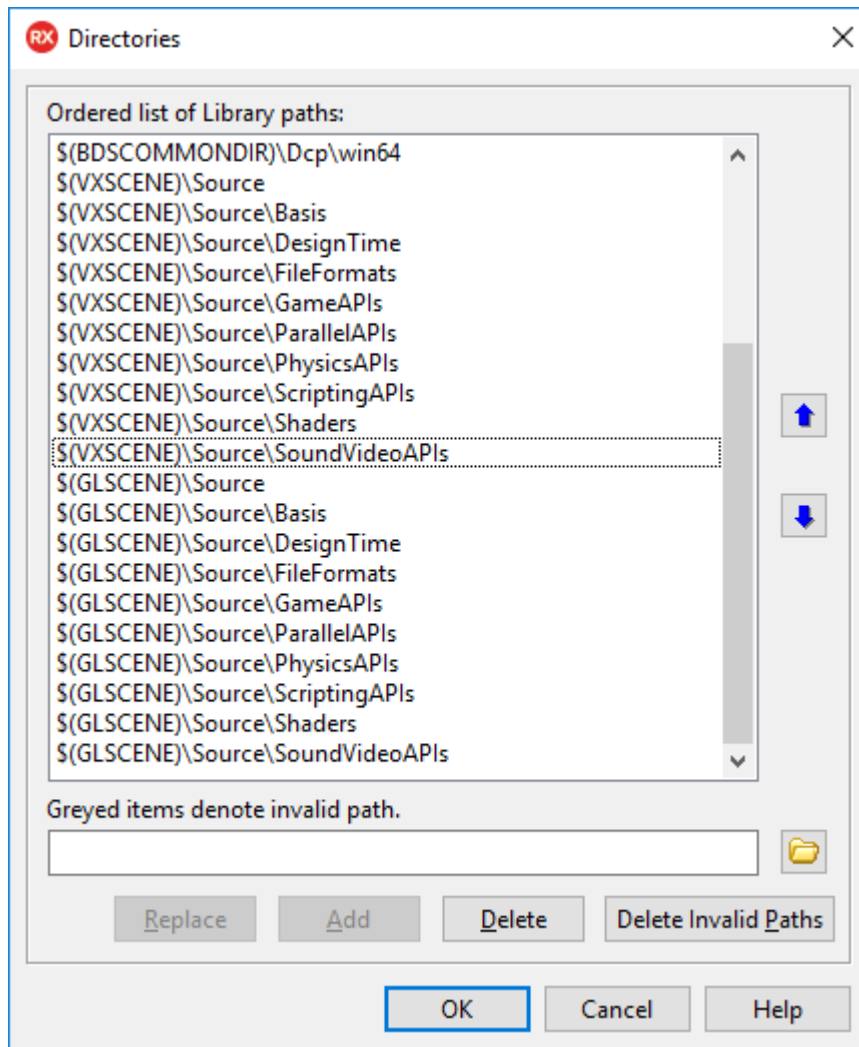 RX Directories
Ordered list of Library paths:
$(BDSCOMMONDIR)\Dcp\win64
$(VXSCENE)\Source
$(VXSCENE)\Source\Basis
$(VXSCENE)\Source\DesignTime
$(VXSCENE)\Source\FileFormats
$(VXSCENE)\Source\GameAPIs
$(VXSCENE)\Source\ParallelAPIs
$(VXSCENE)\Source\PhysicsAPIs
$(VXSCENE)\Source\ScriptingAPIs
$(VXSCENE)\Source\Shaders
$(VXSCENE)\Source\SoundVideoAPIs
$(GLSCENE)\Source
$(GLSCENE)\Source\Basis
$(GLSCENE)\Source\DesignTime
$(GLSCENE)\Source\FileFormats
$(GLSCENE)\Source\GameAPIs
$(GLSCENE)\Source\ParallelAPIs
$(GLSCENE)\Source\PhysicsAPIs
$(GLSCENE)\Source\ScriptingAPIs
$(GLSCENE)\Source\Shaders
$(GLSCENE)\Source\SoundVideoAPIs
Greyed items denote invalid path.
Replace Add Delete Delete Invalid Paths
OK Cancel Help